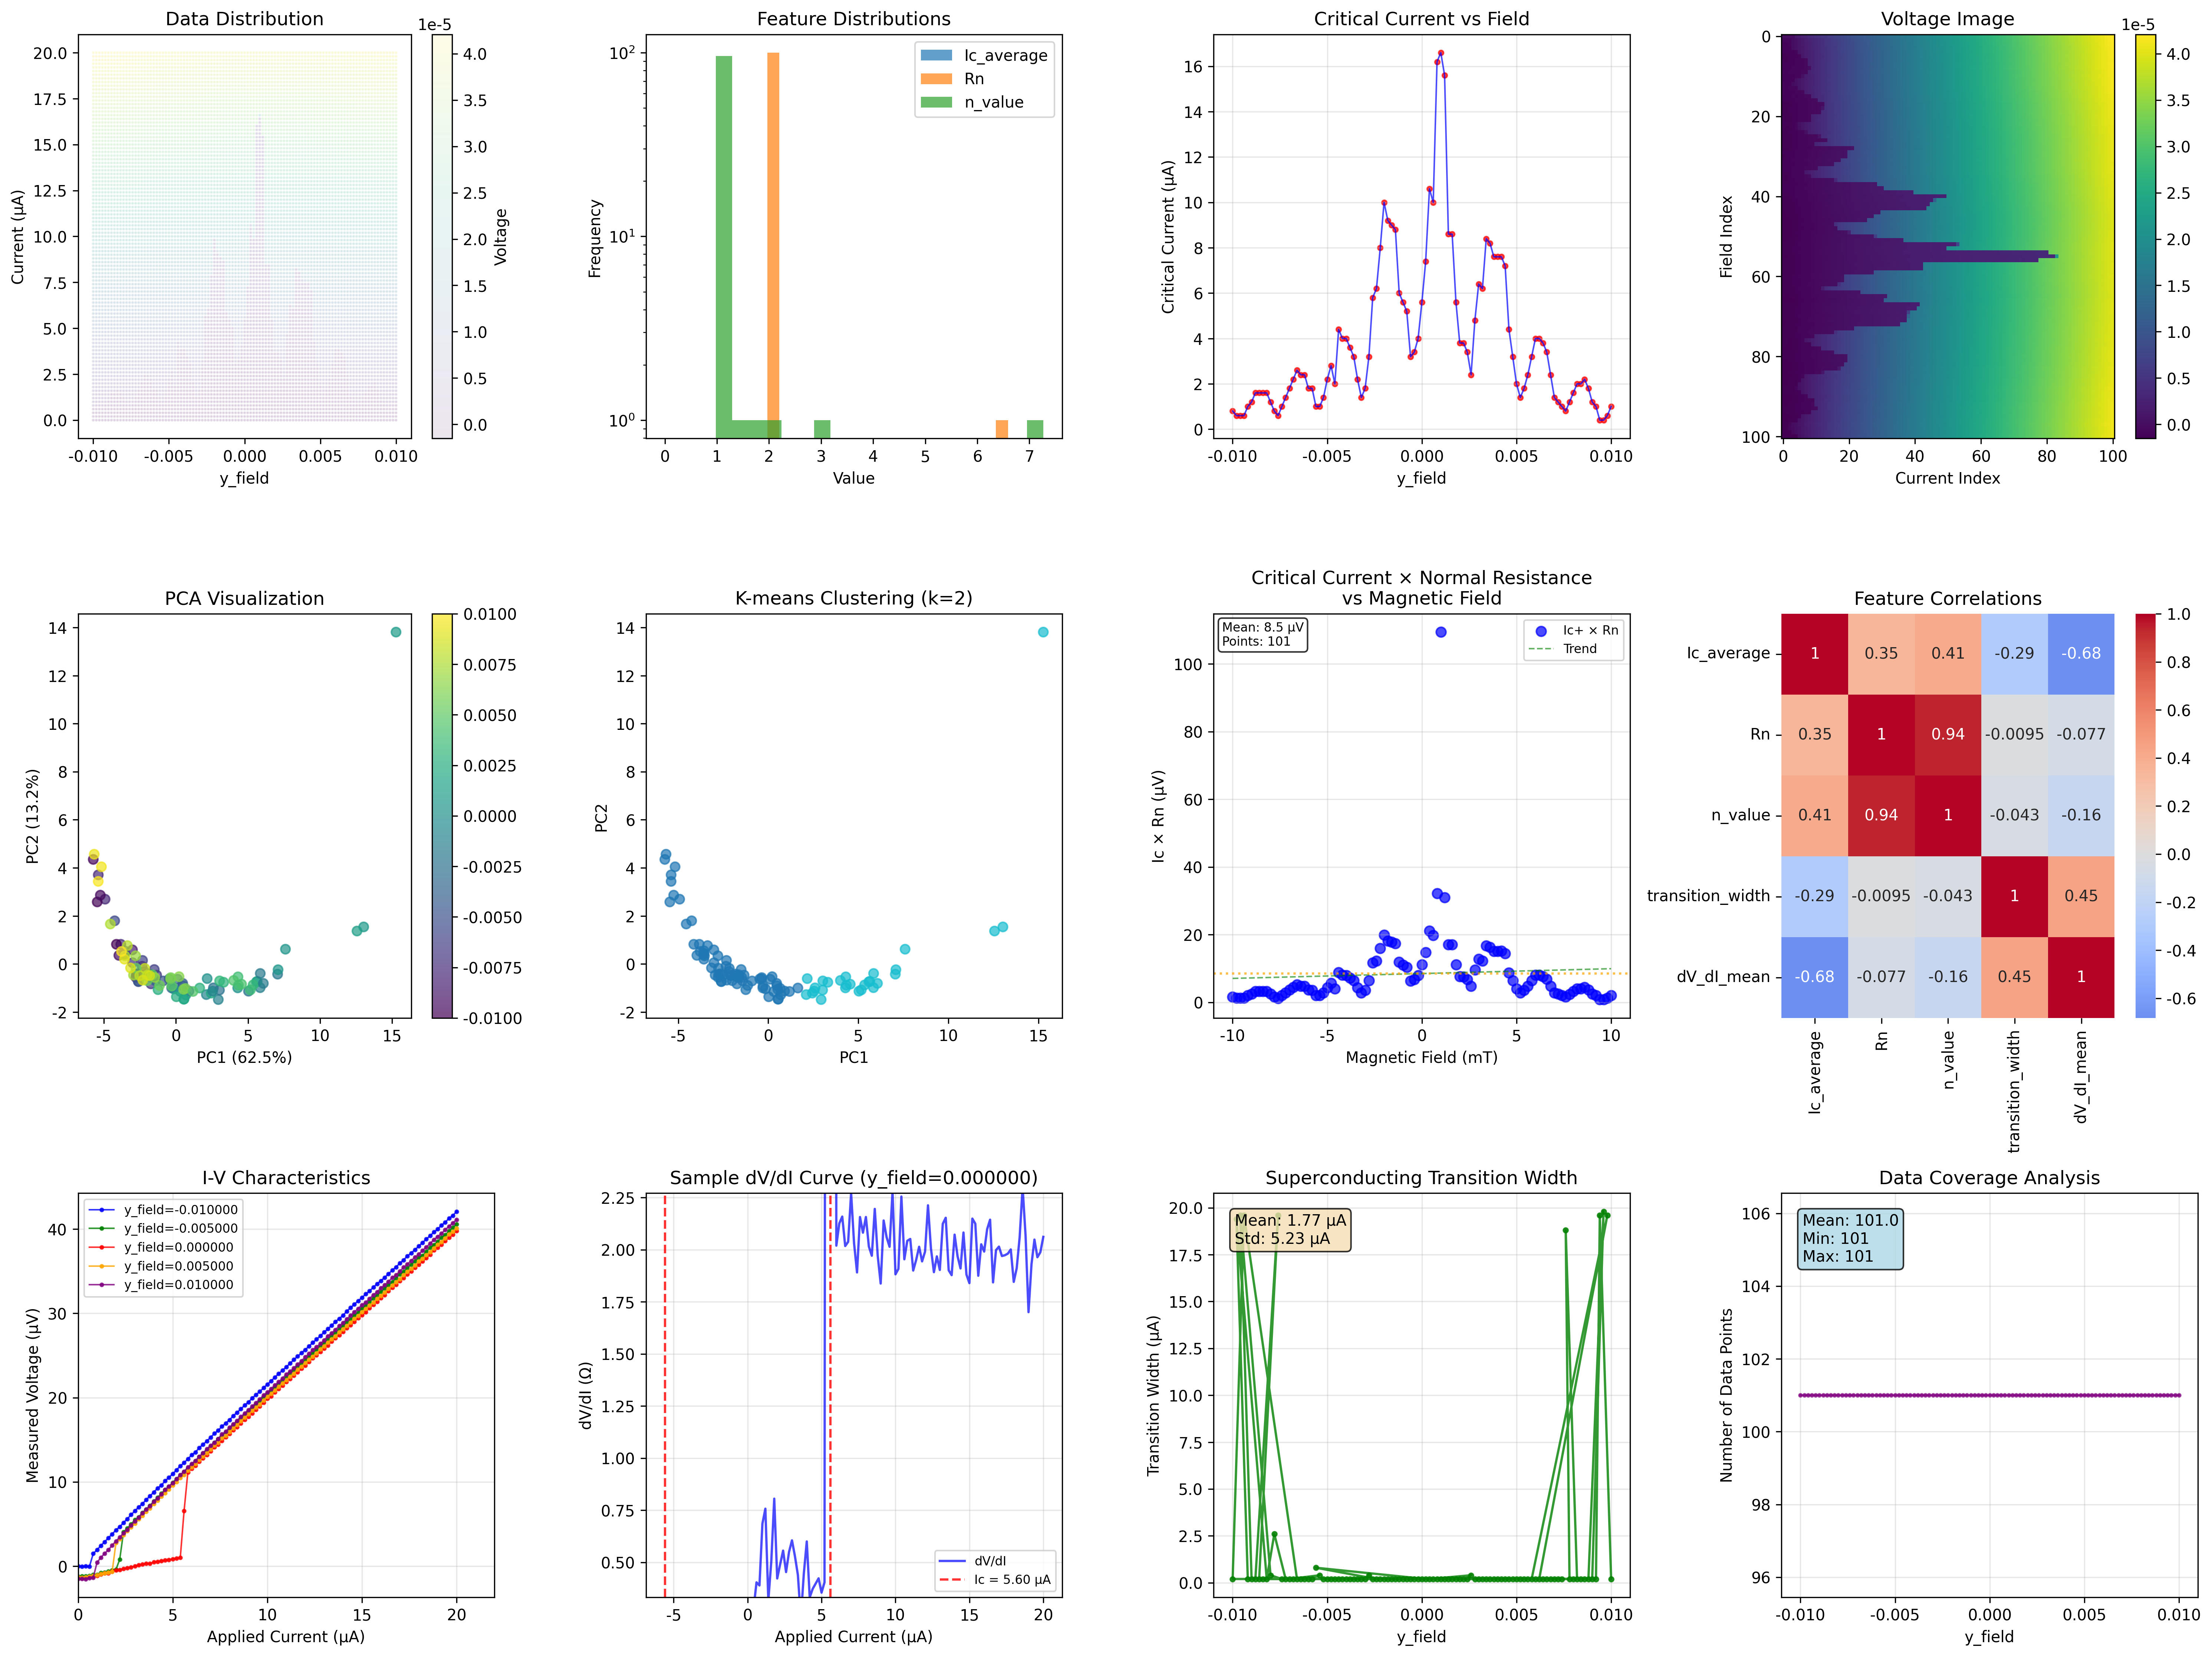 Data Distribution
1e-5
20.0
17.5
15.0
12.5
10.0
7.5
5.0
2.5
0.0
Current (μA)
-0.010
-0.005
0.000
0.005
0.010
y_field
4.0
3.5
3.0
2.5
2.0
1.5
1.0
0.5
0.0
Voltage
Feature Distributions
Ic_average
Rn
n_value
10²
10¹
10⁰
Frequency
0
1
2
3
4
5
6
7
Value
Critical Current vs Field
16
14
12
10
8
6
4
2
0
Critical Current (μA)
-0.010
-0.005
0.000
0.005
0.010
y_field
Voltage Image
1e-5
0
20
40
60
80
100
Field Index
0
20
40
60
80
100
Current Index
4.0
3.5
3.0
2.5
2.0
1.5
1.0
0.5
0.0
PCA Visualization
14
12
10
8
6
4
2
0
-2
PC2 (13.2%)
-5
0
5
10
15
PC1 (62.5%)
0.0100
0.0075
0.0050
0.0025
0.0000
-0.0025
-0.0050
-0.0075
-0.0100
K-means Clustering (k=2)
14
12
10
8
6
4
2
0
-2
PC2
-5
0
5
10
15
PC1
Critical Current × Normal Resistance
vs Magnetic Field
Mean: 8.5 μV
Points: 101
Ic+ × Rn
Trend
100
80
60
40
20
0
Ic × Rn (μV)
-10
-5
0
5
10
Magnetic Field (mT)
Feature Correlations
Ic_average
1 0.35 0.41 -0.29 -0.68
Rn
0.35 1 0.94 -0.0095 -0.077
n_value
0.41 0.94 1 -0.043 -0.16
transition_width
-0.29 -0.0095 -0.043 1 0.45
dV_dI_mean
-0.68 -0.077 -0.16 0.45 1
Ic_average
Rn
n_value
transition_width
dV_dI_mean
1.0
0.8
0.6
0.4
0.2
0.0
-0.2
-0.4
-0.6
I-V Characteristics
y_field=-0.010000
y_field=-0.005000
y_field=0.000000
y_field=0.005000
y_field=0.010000
40
30
20
10
0
Measured Voltage (μV)
0
5
10
15
20
Applied Current (μA)
Sample dV/dI Curve (y_field=0.000000)
2.25
2.00
1.75
1.50
1.25
1.00
0.75
0.50
dV/dI (Ω)
dV/dI
Ic = 5.60 μA
-5
0
5
10
15
20
Applied Current (μA)
Superconducting Transition Width
Mean: 1.77 μA
Std: 5.23 μA
20.0
17.5
15.0
12.5
10.0
7.5
5.0
2.5
0.0
Transition Width (μA)
-0.010
-0.005
0.000
0.005
0.010
y_field
Data Coverage Analysis
Mean: 101.0
Min: 101
Max: 101
106
104
102
100
98
96
Number of Data Points
-0.010
-0.005
0.000
0.005
0.010
y_field